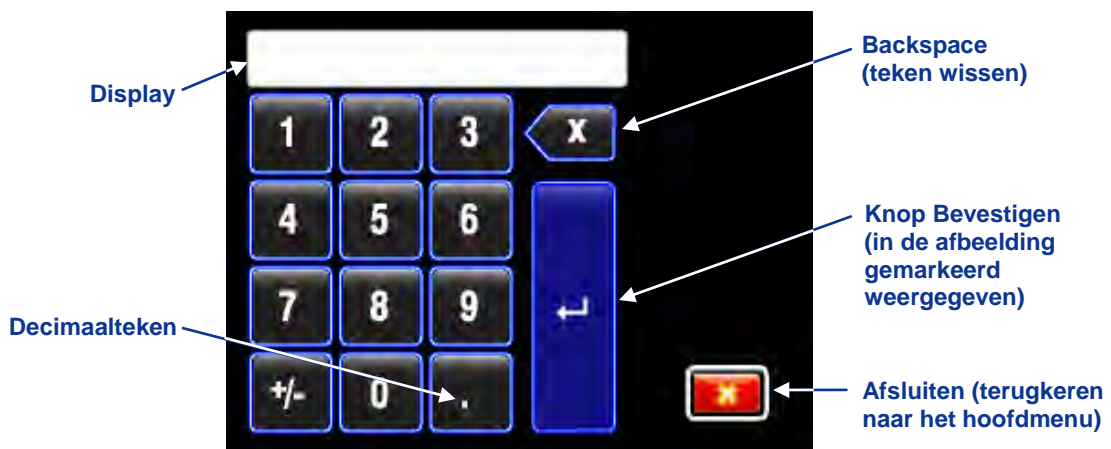 Display
Backspace
(teken wissen)
1 2 3 X
4 5 6
Knop Bevestigen
(in de afbeelding
gemarkeerd
weergegeven)
7 8 9
Decimaalteken
+/- 0 .
x
Afsluiten (terugkeren
naar het hoofdmenu)